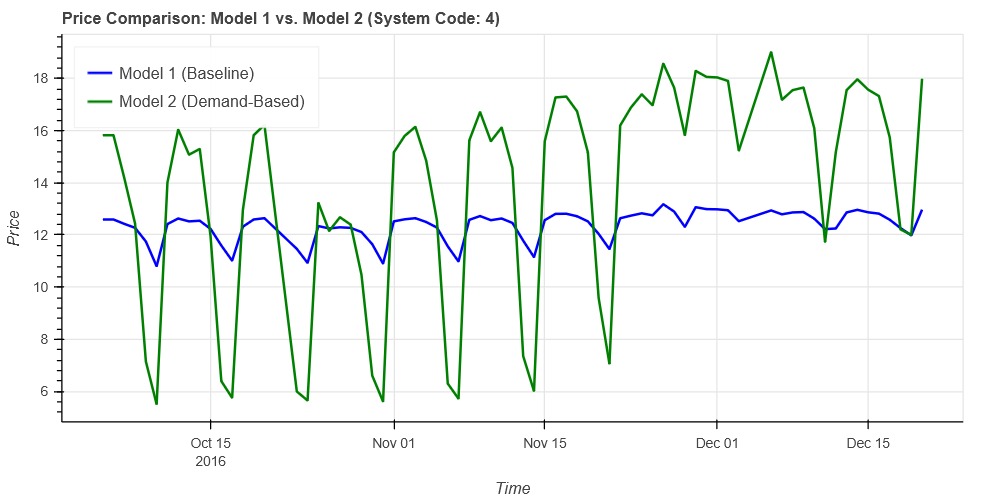 Price Comparison: Model 1 vs. Model 2 (System Code: 4)
Model 1 (Baseline)
Model 2 (Demand-Based)
18
16
14
12
10
8
6
Price
Oct 15
2016
Nov 01
Nov 15
Dec 01
Dec 15
Time